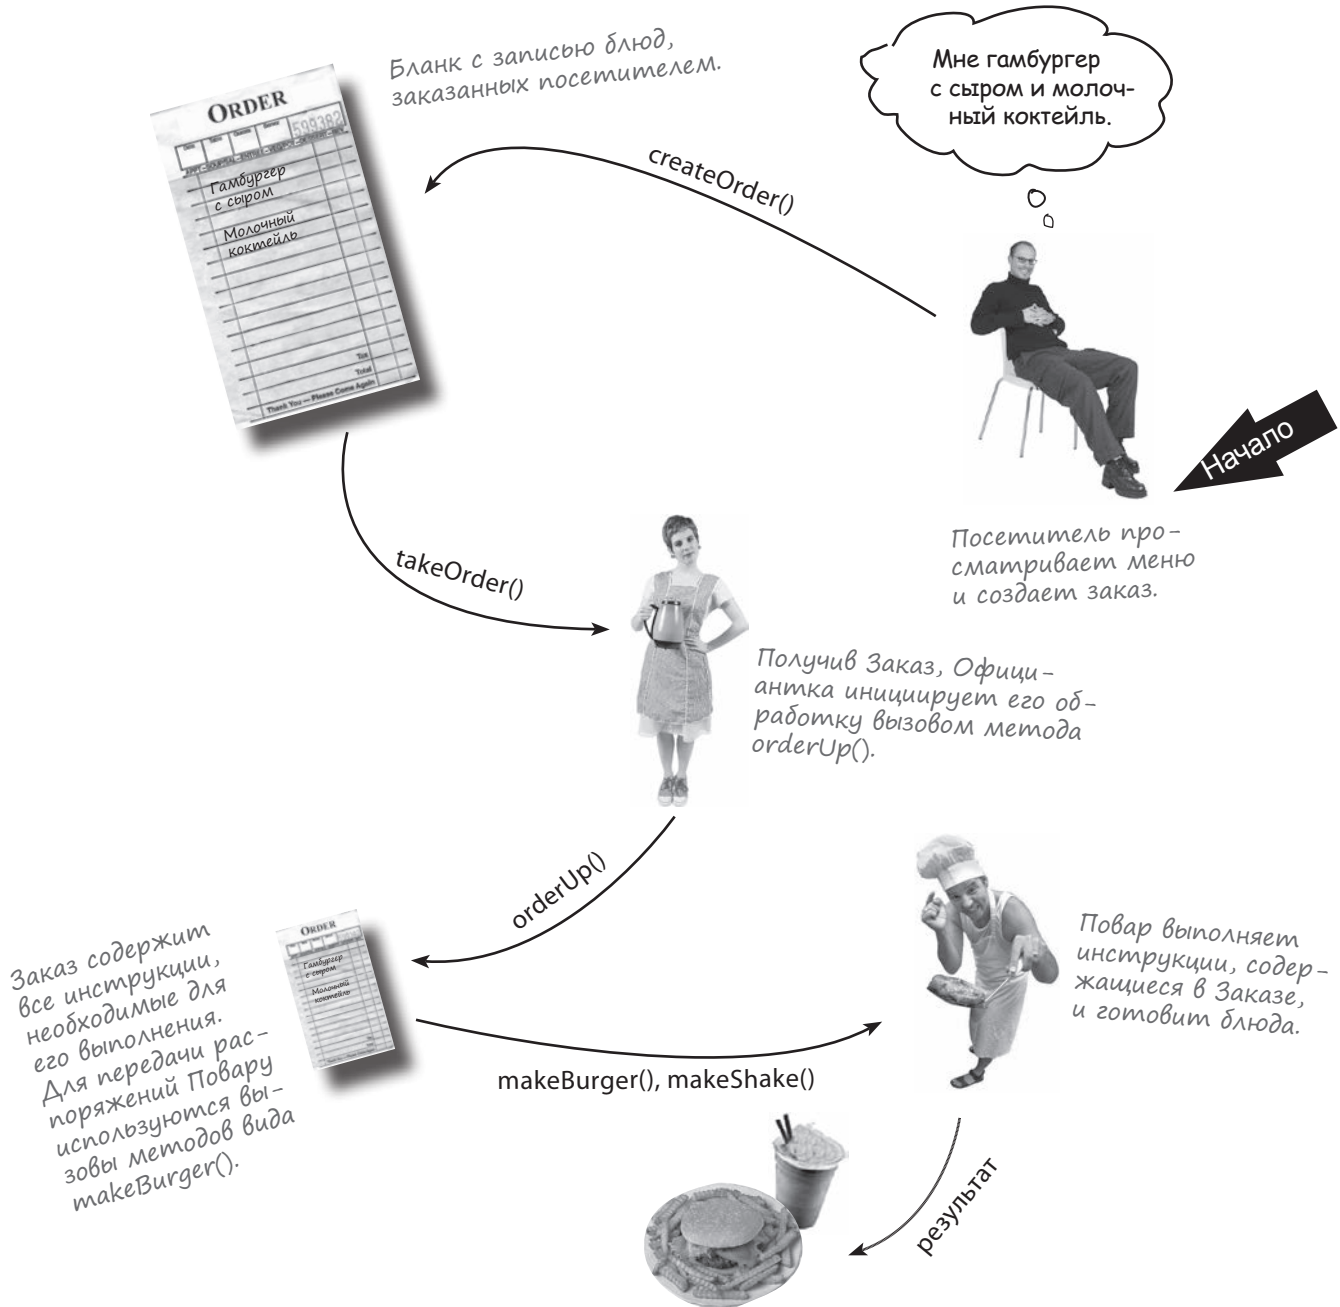 Бланк с записью блюд,
заказанных посетителем.
Мне гамбургер
с сыром и молоч-
ный коктейль.
ORDER
599382
Гамбургер
с сыром
Молочный
коктейль
Tax
Total
Thank You — Please Come Again
createOrder()
Начало
Посетитель про-
сматривает меню
и создает заказ.
takeOrder()
Получив Заказ, Офици-
антка инициирует его об-
работку вызовом метода
orderUp().
orderUp()
Заказ содержит
все инструкции,
необходимые для
его выполнения.
Для передачи рас-
поряжений Повару
используются вы-
зовы методов вида
makeBurger().
ORDER
Гамбургер
с сыром
Молочный
коктейль
Повар выполняет
инструкции, содер-
жащиеся в Заказе,
и готовит блюда.
makeBurger(), makeShake()
результат